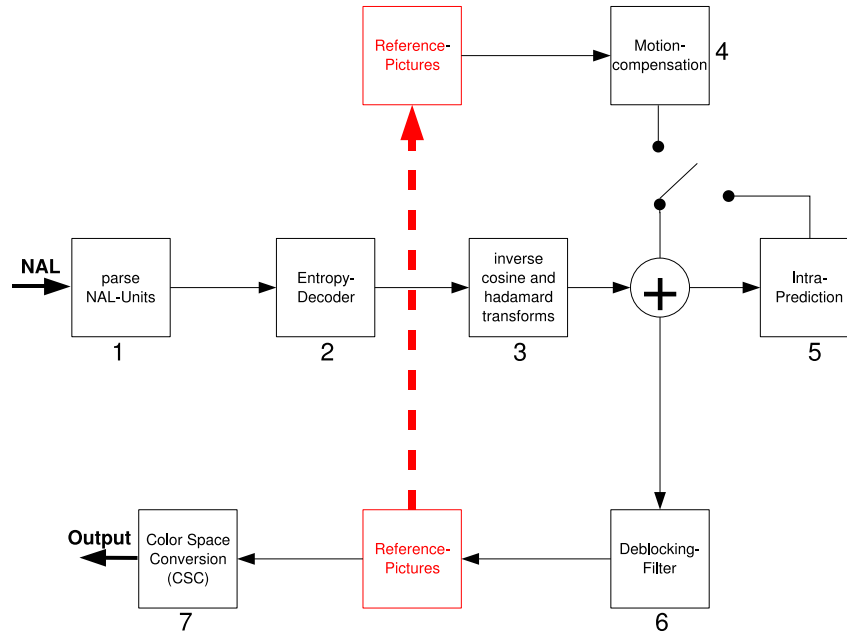 Reference-
Pictures
Motion-
compensation
4
NAL
parse
NAL-Units
1
Entropy-
Decoder
2
inverse
cosine and
hadamard
transforms
3
+
Intra-
Prediction
5
Output
Color Space
Conversion
(CSC)
7
Reference-
Pictures
Deblocking-
Filter
6